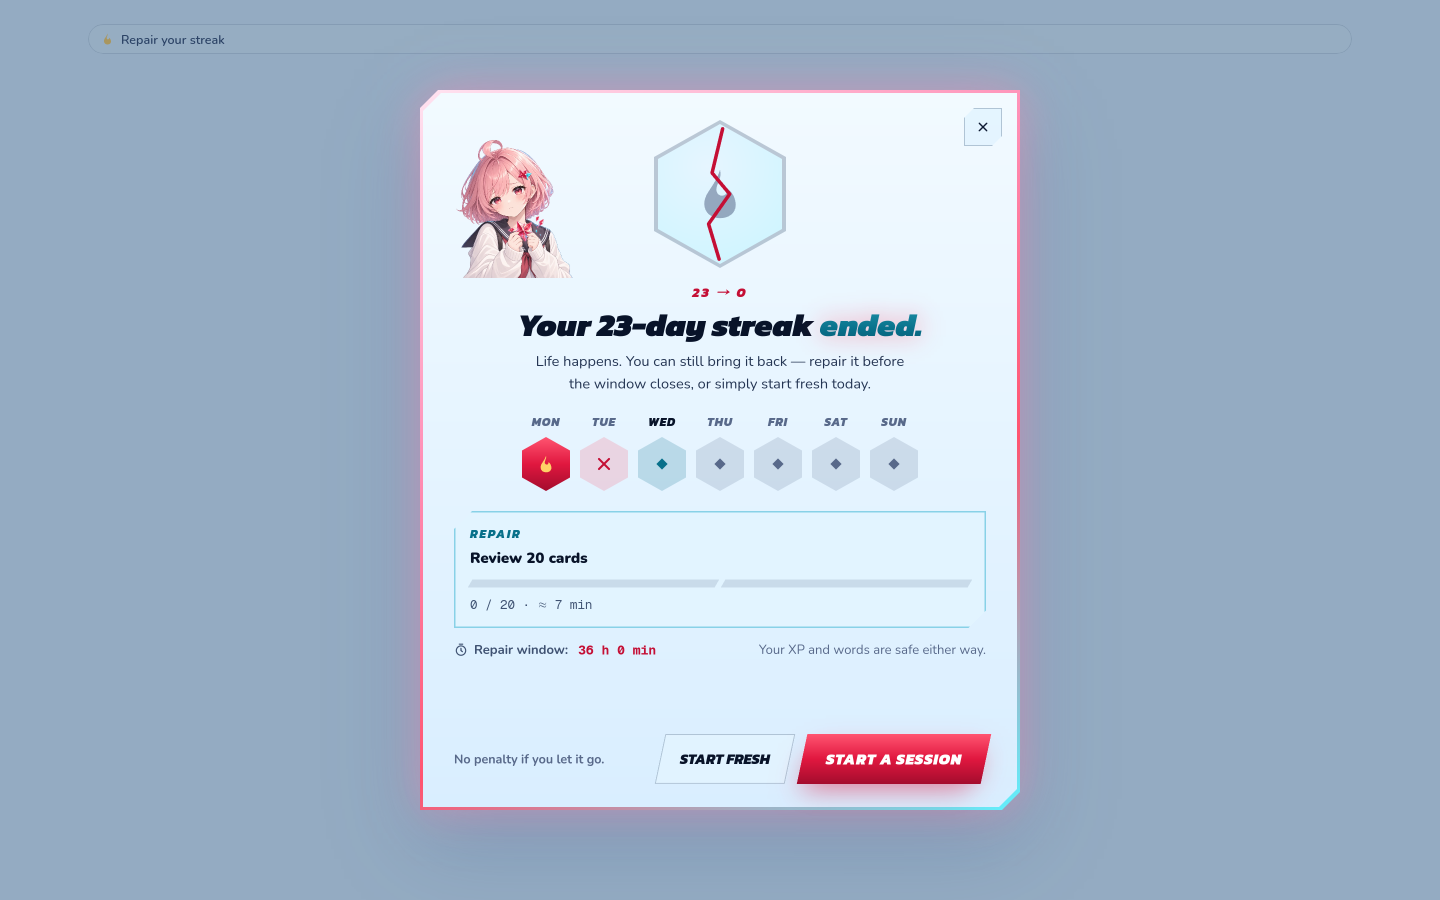 Repair your streak
23 → 0
Your 23-day streak ended.
Life happens. You can still bring it back — repair it before
the window closes, or simply start fresh today.
MON TUE WED THU FRI SAT SUN
REPAIR
Review 20 cards
0 / 20 · ≈ 7 min
Repair window: 36 h 0 min
Your XP and words are safe either way.
No penalty if you let it go.
START FRESH
START A SESSION